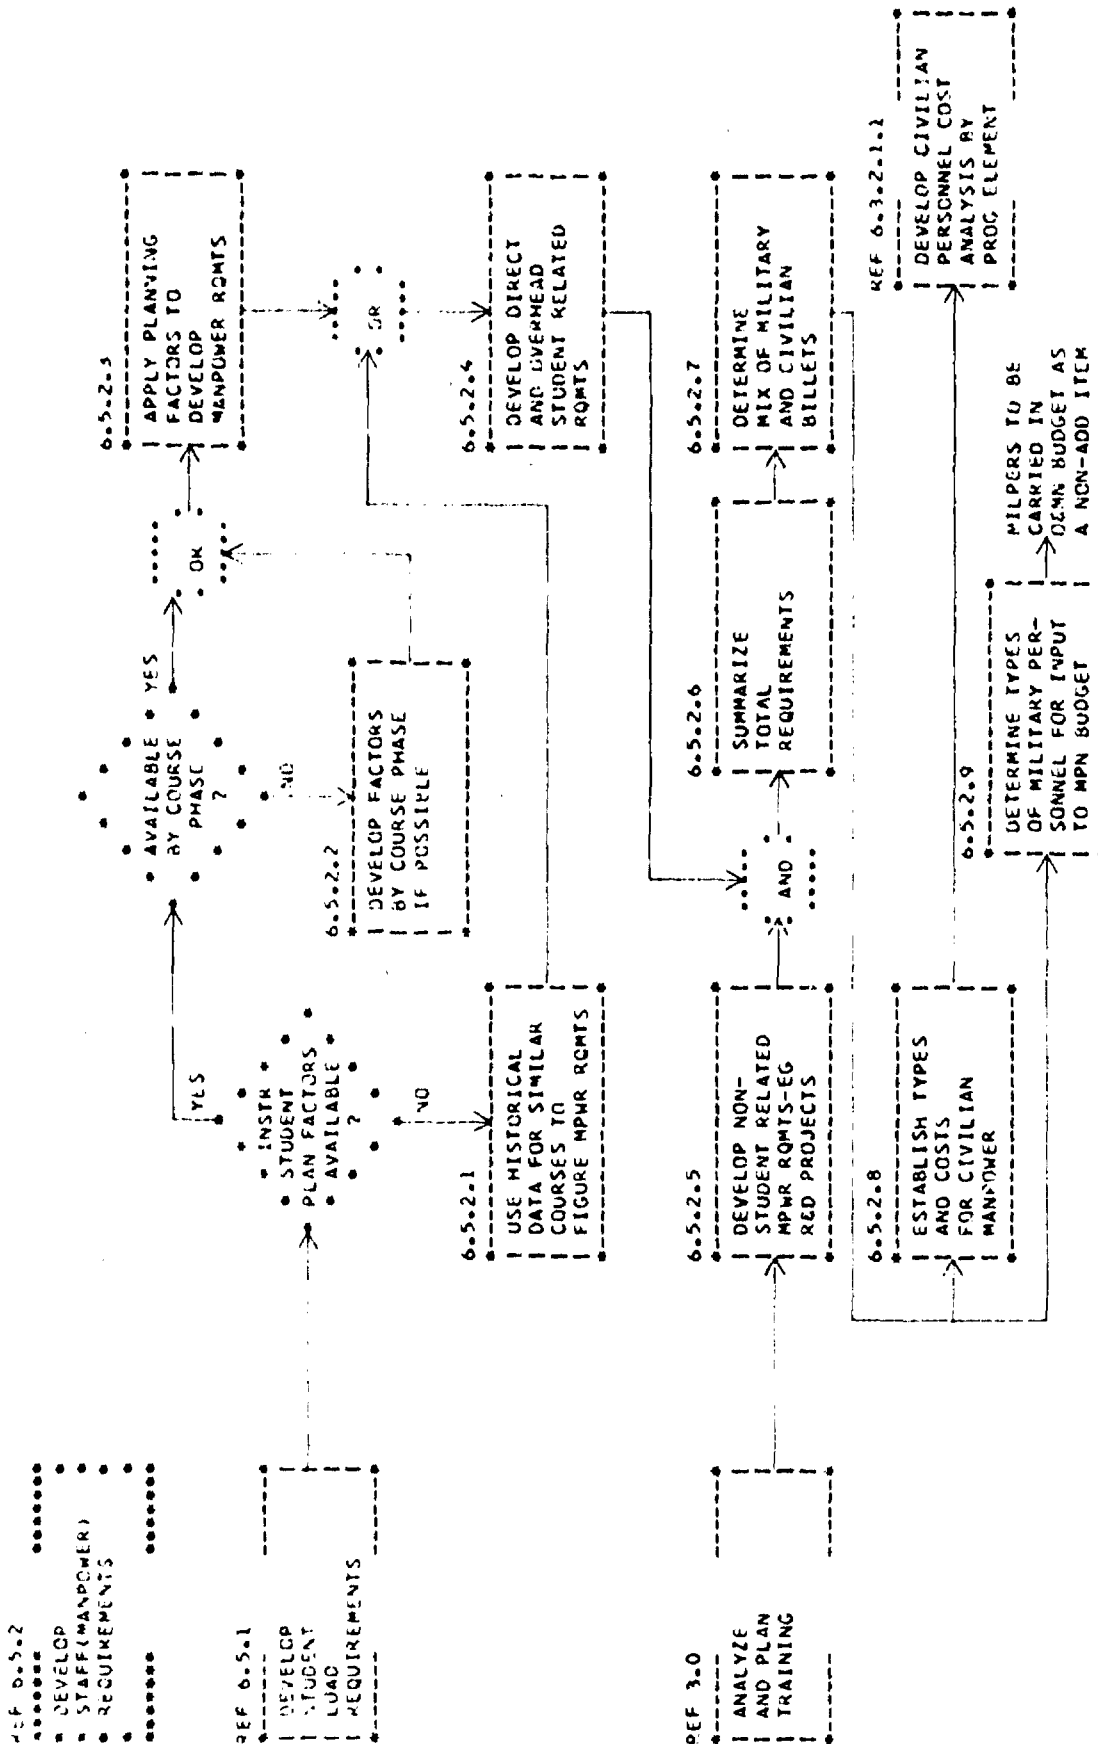 REF 6.5.2
DEVELOP
STAFF(MANPOWER)
REQUIREMENTS
REF 6.5.1
DEVELOP
STUDENT
LOAD
REQUIREMENTS
INSTR
STUDENT
PLAN FACTORS
AVAILABLE
?
YES
NO
AVAILABLE
BY COURSE
PHASE
?
YES
NO
OR
6.5.2.3
APPLY PLANNING
FACTORS TO
DEVELOP
MANPOWER RQMTS
6.5.2.2
DEVELOP FACTORS
BY COURSE PHASE
IF POSSIBLE
OR
6.5.2.1
USE HISTORICAL
DATA FOR SIMILAR
COURSES TO
FIGURE MPWR RQMTS
6.5.2.4
DEVELOP DIRECT
AND OVERHEAD
STUDENT RELATED
RQMTS
REF 3.0
ANALYZE
AND PLAN
TRAINING
6.5.2.5
DEVELOP NON-
STUDENT RELATED
MPWR RQMTS-EG
R&D PROJECTS
AND
6.5.2.6
SUMMARIZE
TOTAL
REQUIREMENTS
6.5.2.7
DETERMINE
MIX OF MILITARY
AND CIVILIAN
BILLETS
6.5.2.8
ESTABLISH TYPES
AND COSTS
FOR CIVILIAN
MANPOWER
REF 6.3.2.1.1
DEVELOP CIVILIAN
PERSONNEL COST
ANALYSIS BY
PROG ELEMENT
6.5.2.9
DETERMINE TYPES
OF MILITARY PER-
SONNEL FOR INPUT
TO MPN BUDGET
MILPERS TO BE
CARRIED IN
O&MN BUDGET AS
A NON-ADD ITEM